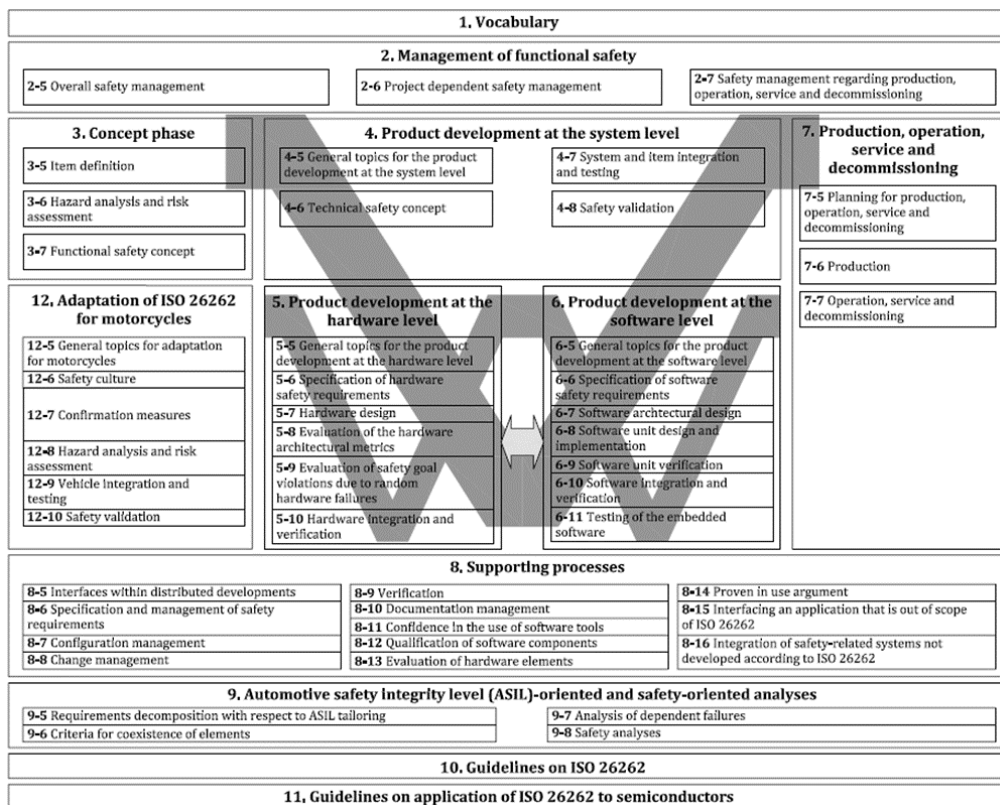 1. Vocabulary
2. Management of functional safety
2-5 Overall safety management
2-6 Project dependent safety management
2-7 Safety management regarding production,
operation, service and decommissioning
3. Concept phase
3-5 Item definition
3-6 Hazard analysis and risk
assessment
3-7 Functional safety concept
4. Product development at the system level
4-5 General topics for the product
development at the system level
4-6 Technical safety concept
4-7 System and item integration
and testing
4-8 Safety validation
7. Production, operation,
service and
decommissioning
7-5 Planning for production,
operation, service and
decommissioning
7-6 Production
7-7 Operation, service and
decommissioning
12. Adaptation of ISO 26262
for motorcycles
12-5 General topics for adaptation
for motorcycles
12-6 Safety culture
12-7 Confirmation measures
12-8 Hazard analysis and risk
assessment
12-9 Vehicle integration and
testing
12-10 Safety validation
5. Product development at the
hardware level
5-5 General topics for the product
development at the hardware level
5-6 Specification of hardware
safety requirements
5-7 Hardware design
5-8 Evaluation of the hardware
architectural metrics
5-9 Evaluation of safety goal
violations due to random
hardware failures
5-10 Hardware integration and
verification
6. Product development at the
software level
6-5 General topics for the product
development at the software level
6-6 Specification of software
safety requirements
6-7 Software archtectural design
6-8 Software unit design and
implementation
6-9 Software unit verification
6-10 Software integration and
verification
6-11 Testing of the embedded
software
8. Supporting processes
8-5 Interfaces within distributed developments
8-6 Specification and management of safety
requirements
8-7 Configuration management
8-8 Change management
8-9 Verification
8-10 Documentation management
8-11 Confidence in the use of software tools
8-12 Qualification of software components
8-13 Evaluation of hardware elements
8-14 Proven in use argument
8-15 Interfacing an application that is out of scope
of ISO 26262
8-16 Integration of safety-related systems not
developed according to ISO 26262
9. Automotive safety integrity level (ASIL)-oriented and safety-oriented analyses
9-5 Requirements decomposition with respect to ASIL tailoring
9-6 Criteria for coexistence of elements
9-7 Analysis of dependent failures
9-8 Safety analyses
10. Guidelines on ISO 26262
11. Guidelines on application of ISO 26262 to semiconductors